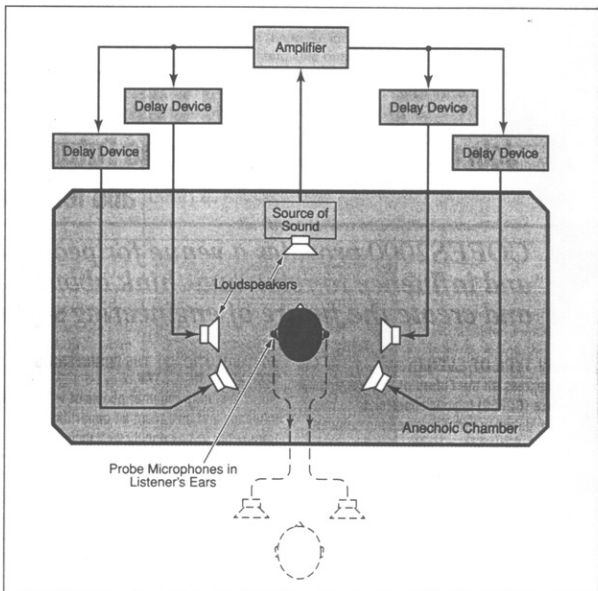 Amplifier
Delay Device
Delay Device
Delay Device
Delay Device
Source of
Sound
Loudspeakers
Anechoic Chamber
Probe Microphones in
Listener's Ears